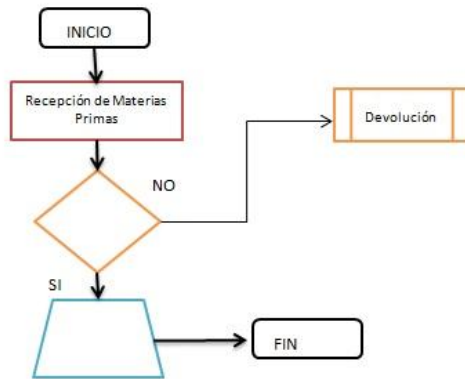 INICIO
Recepción de Materias
Primas
Devolución
NO
SI
FIN